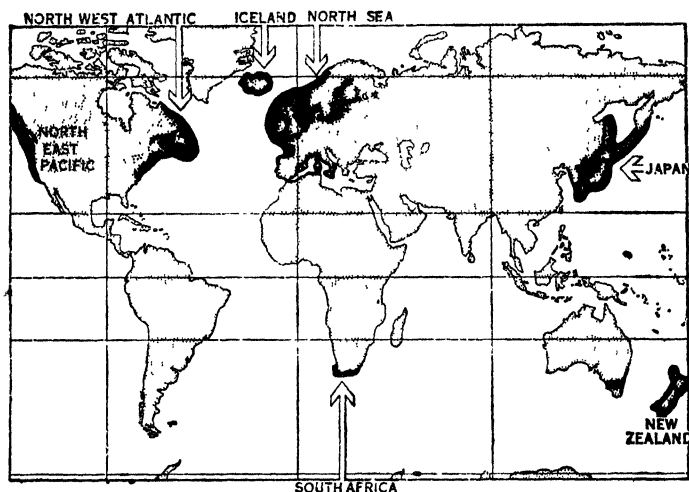 NORTH WEST ATLANTIC
ICELAND
NORTH SEA
NORTH
EAST
PACIFIC
JAPAN
NEW
ZEALAND
SOUTH AFRICA